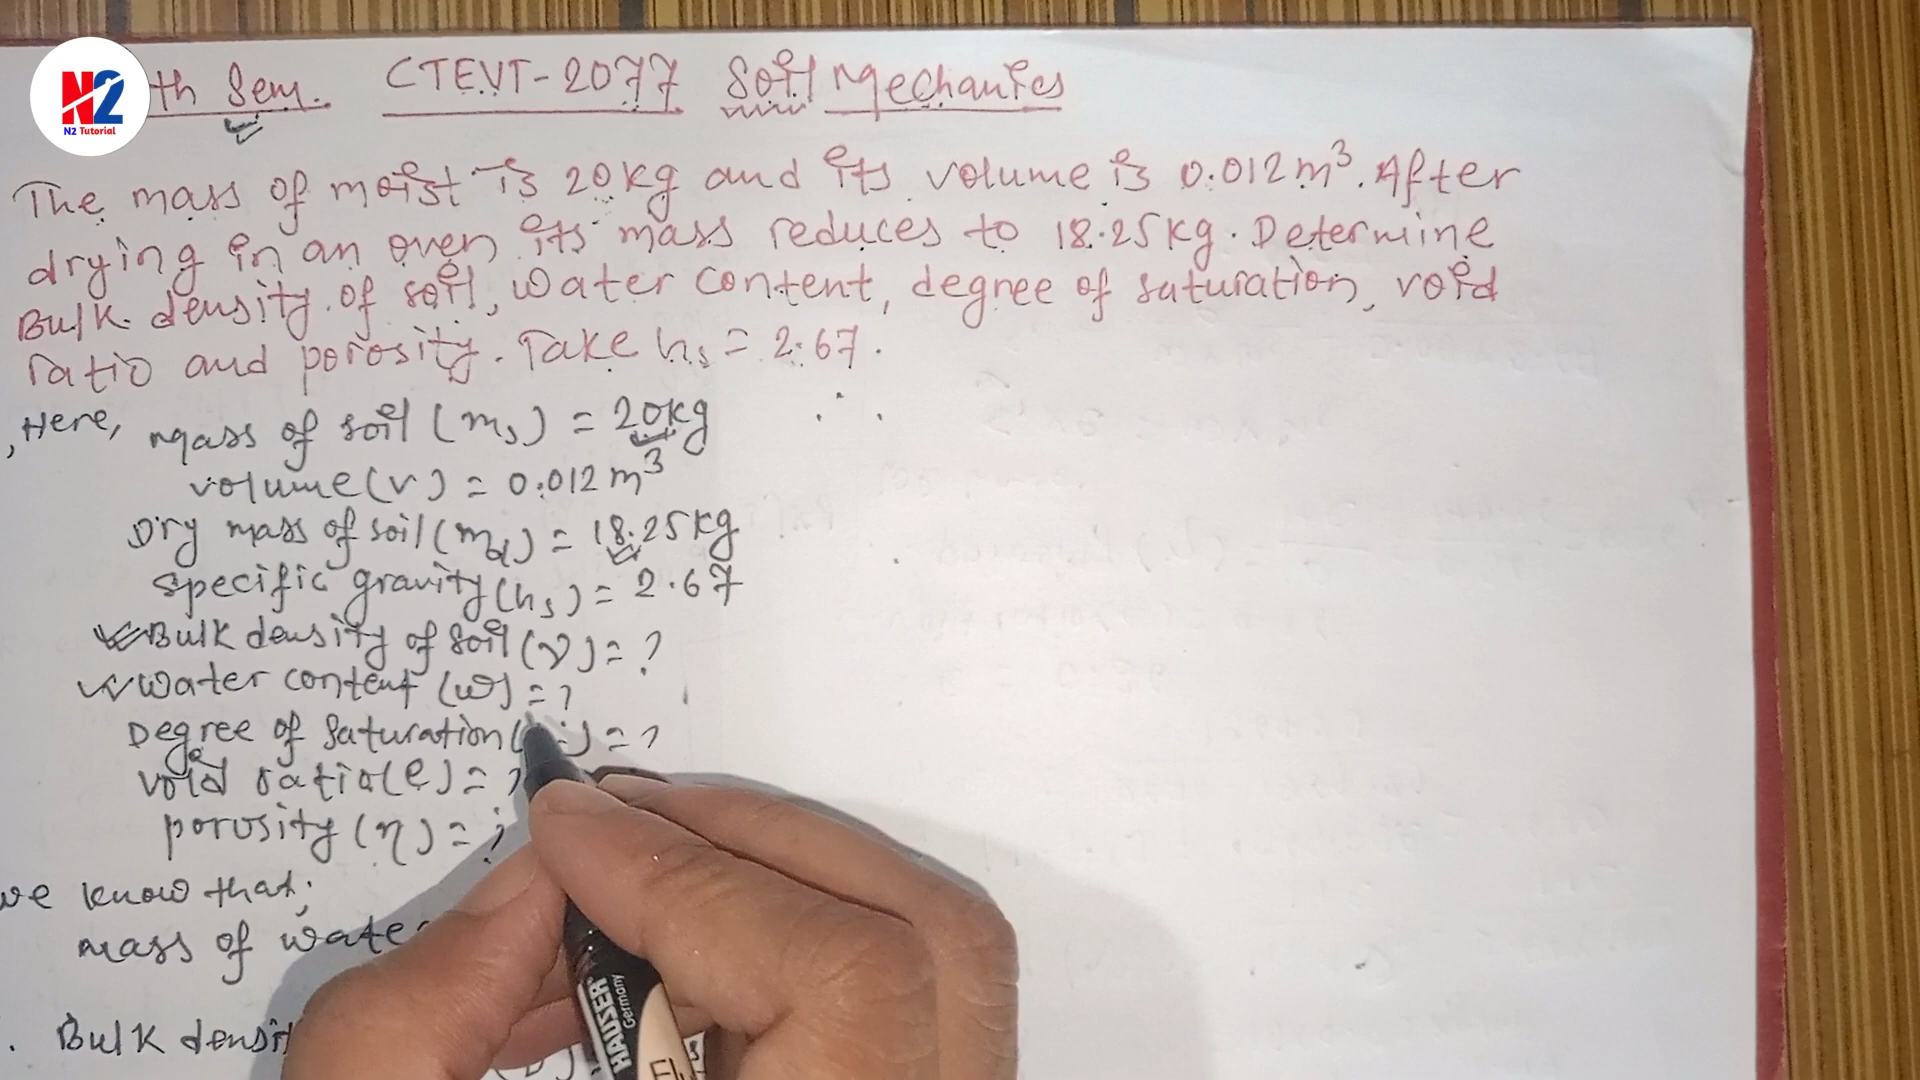 N2
N2 Tutorial
th Sem. CTEVT-2077 Soil Mechanics
The mass of moist is 20kg and its volume is 0.012m³. After
drying in an oven its mass reduces to 18.25kg. Determine
Bulk density of soil, Water content, degree of saturation, void
ratio and porosity. Take Gs = 2.67.
Here, Mass of soil (ms) = 20kg
volume (v) = 0.012 m³
Dry mass of soil (md) = 18.25kg
specific gravity (Gs) = 2.67
Bulk density of soil (γ) = ?
Water content (w) = ?
Degree of saturation ( ) = ?
void ratio (e) = ?
porosity (η) = ?
we know that;
mass of wate
. Bulk densit
HAUSER
Germany